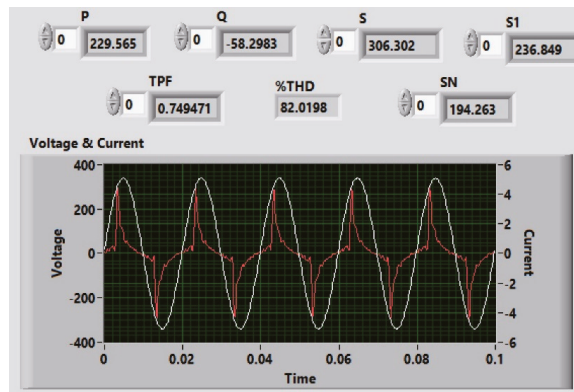 P Q S S1
0 229.565 0 -58.2983 0 306.302 0 236.849
TPF %THD SN
0 0.749471 82.0198 0 194.263
Voltage & Current
400 6
200 4
2
0 0
-2
-200 -4
-400 -6
Voltage
Current
0 0.02 0.04 0.06 0.08 0.1
Time